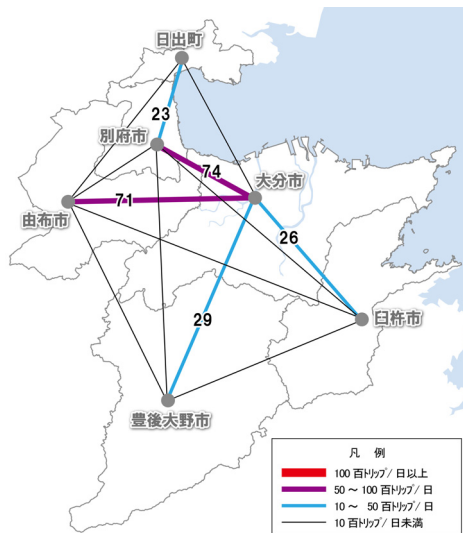 日出町
23
別府市
74
大分市
71
由布市
26
29
臼杵市
豊後大野市
凡 例
100 百トリップ/ 日以上
50 ～ 100 百トリップ/ 日
10 ～ 50 百トリップ/ 日
10 百トリップ/ 日未満